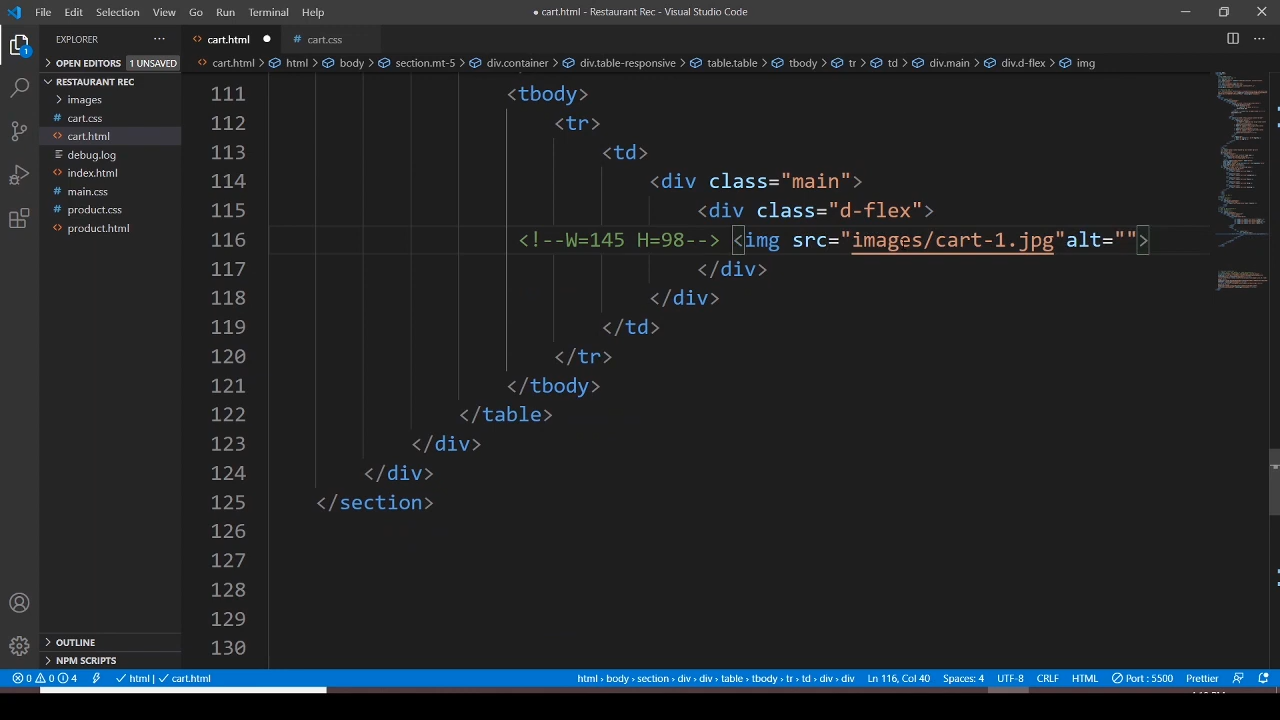 File Edit Selection View Go Run Terminal Help
● cart.html - Restaurant Rec - Visual Studio Code
EXPLORER
cart.html
cart.css
OPEN EDITORS 1 UNSAVED
cart.html > html > body > section.mt-5 > div.container > div.table-responsive > table.table > tbody > tr > td > div.main > div.d-flex > img
RESTAURANT REC
images
cart.css
cart.html
debug.log
index.html
main.css
product.css
product.html
1
111 <tbody>
112 <tr>
113 <td>
114 <div class="main">
115 <div class="d-flex">
116 <!--W=145 H=98--> <img src="images/cart-1.jpg"alt="">
117 </div>
118 </div>
119 </td>
120 </tr>
121 </tbody>
122 </table>
123 </div>
124 </div>
125 </section>
126
127
128
129
130
OUTLINE
NPM SCRIPTS
0 0 4 html | cart.html html > body > section > div > div > table > tbody > tr > td > div > div Ln 116, Col 40 Spaces: 4 UTF-8 CRLF HTML Port : 5500 Prettier